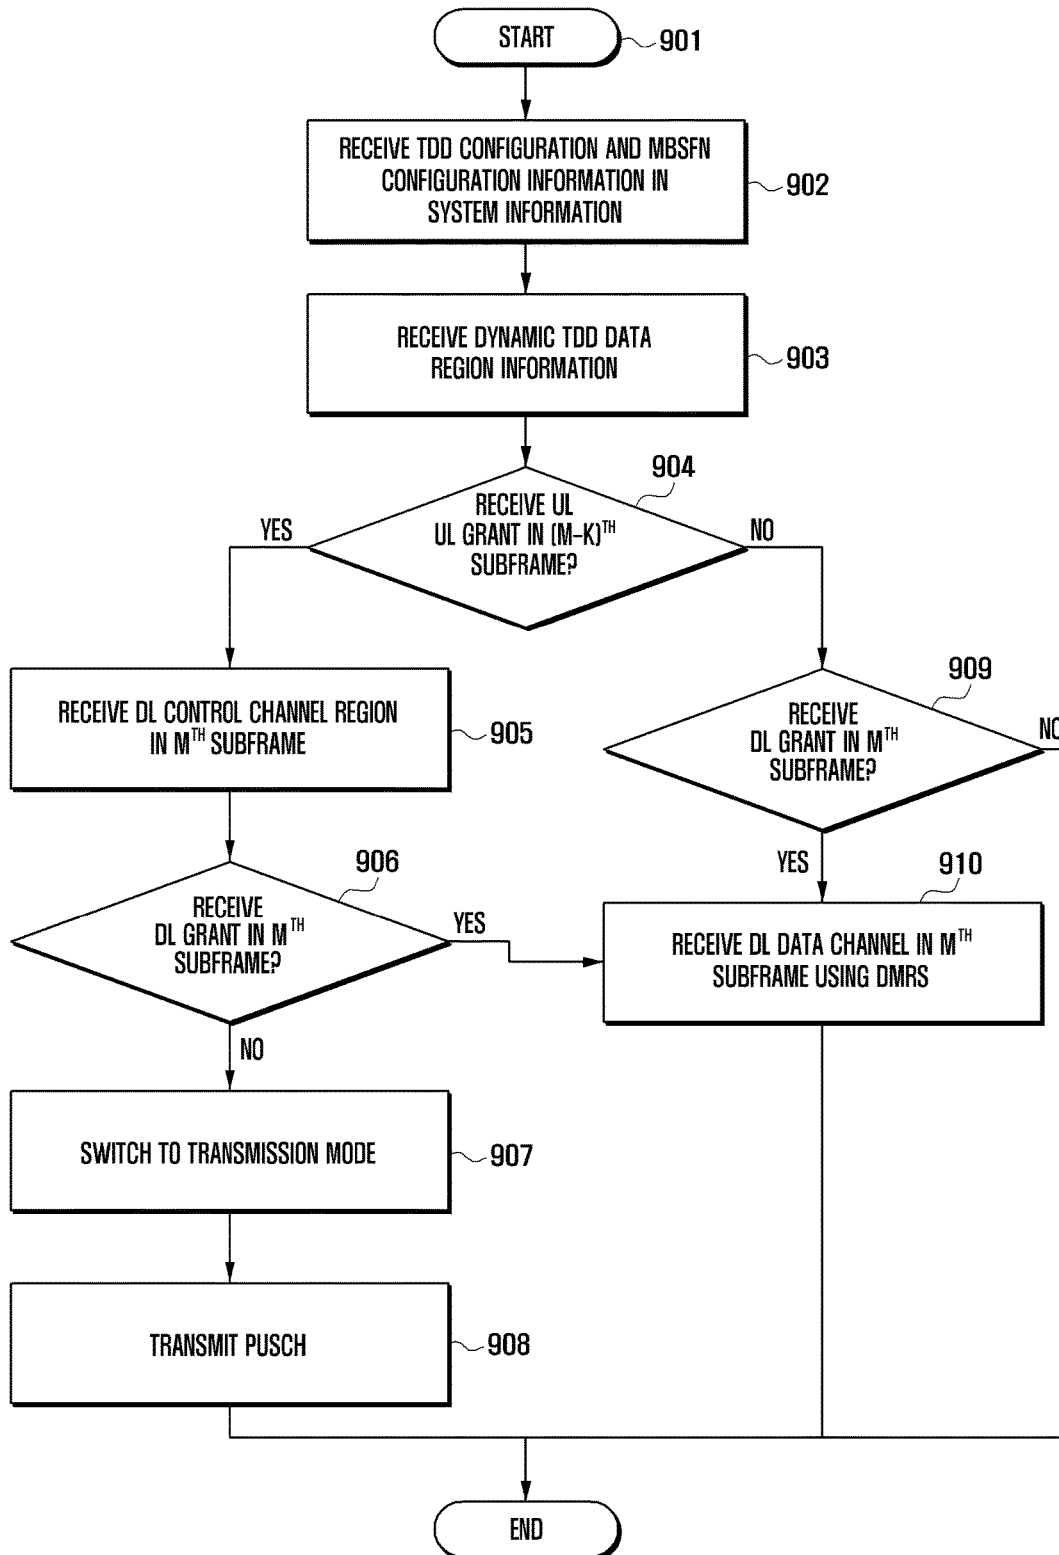 START
901
RECEIVE TDD CONFIGURATION AND MBSFN
CONFIGURATION INFORMATION IN
SYSTEM INFORMATION
902
RECEIVE DYNAMIC TDD DATA
REGION INFORMATION
903
904
RECEIVE UL
UL GRANT IN (M-K)TH
SUBFRAME?
YES
NO
RECEIVE DL CONTROL CHANNEL REGION
IN MTH SUBFRAME
905
909
RECEIVE
DL GRANT IN MTH
SUBFRAME?
NO
YES
906
RECEIVE
DL GRANT IN MTH
SUBFRAME?
YES
NO
910
RECEIVE DL DATA CHANNEL IN MTH
SUBFRAME USING DMRS
SWITCH TO TRANSMISSION MODE
907
TRANSMIT PUSCH
908
END